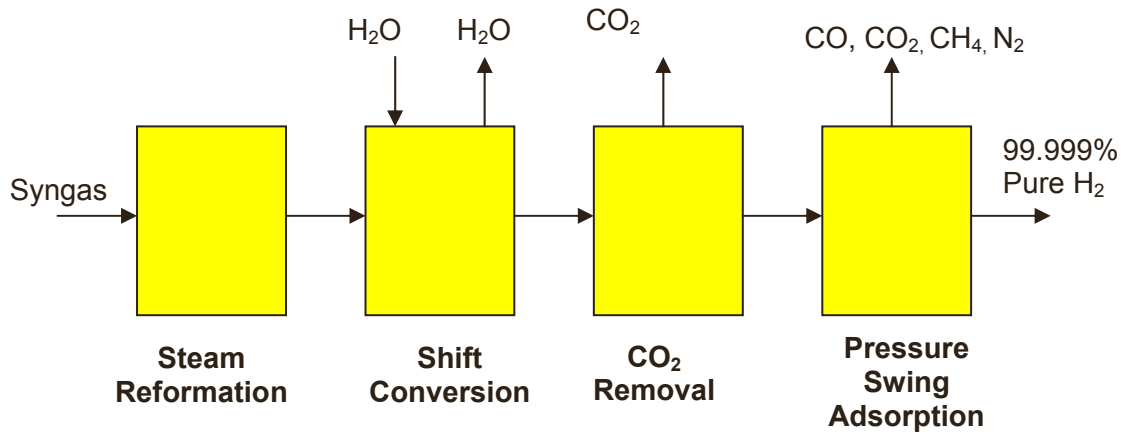 H₂O
H₂O
CO₂
CO, CO₂, CH₄, N₂
Syngas
99.999%
Pure H₂
Steam
Reformation
Shift
Conversion
CO₂
Removal
Pressure
Swing
Adsorption